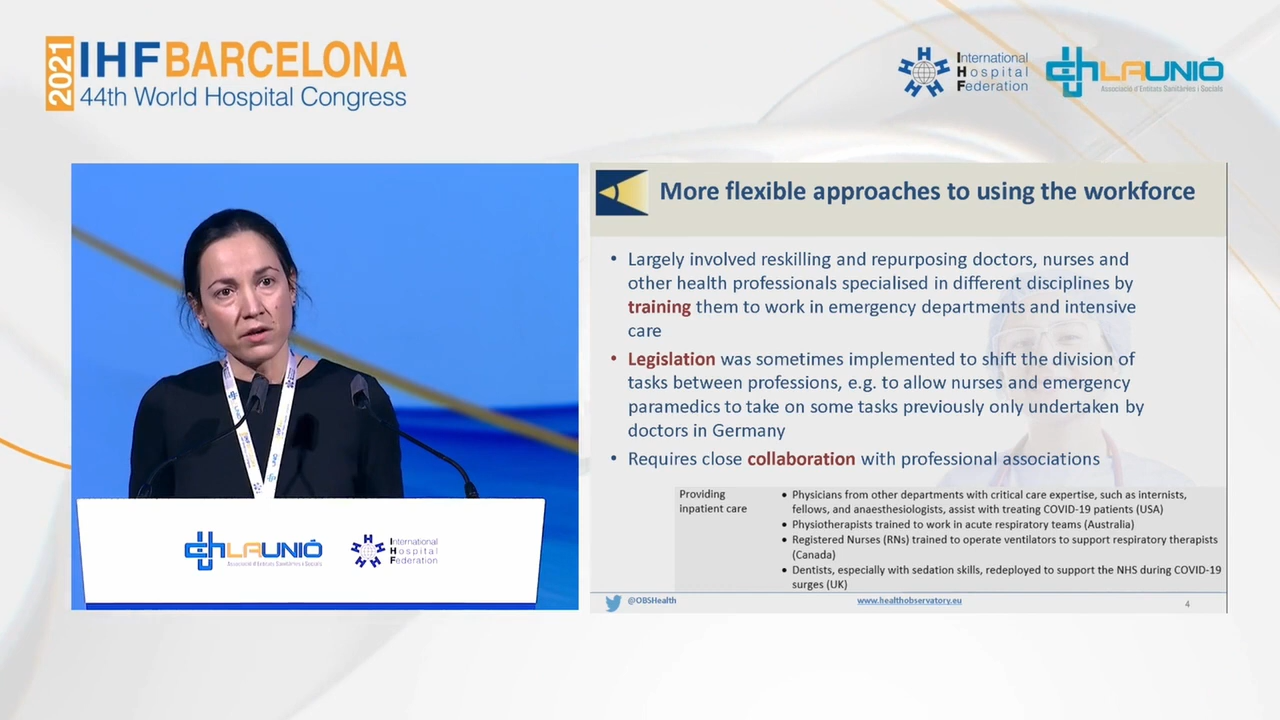 2021
IHF BARCELONA
44th World Hospital Congress
International
Hospital
Federation
LAUNIÓ
Associació d'Entitats Sanitàries i Socials
More flexible approaches to using the workforce
• Largely involved reskilling and repurposing doctors, nurses and
other health professionals specialised in different disciplines by
training them to work in emergency departments and intensive
care
• Legislation was sometimes implemented to shift the division of
tasks between professions, e.g. to allow nurses and emergency
paramedics to take on some tasks previously only undertaken by
doctors in Germany
• Requires close collaboration with professional associations
Providing
inpatient care
• Physicians from other departments with critical care expertise, such as internists,
fellows, and anaesthesiologists, assist with treating COVID-19 patients (USA)
• Physiotherapists trained to work in acute respiratory teams (Australia)
• Registered Nurses (RNs) trained to operate ventilators to support respiratory therapists
(Canada)
• Dentists, especially with sedation skills, redeployed to support the NHS during COVID-19
surges (UK)
@OBSHealth
www.healthobservatory.eu
4
LAUNIÓ
Associació d'Entitats Sanitàries i Socials
International
Hospital
Federation